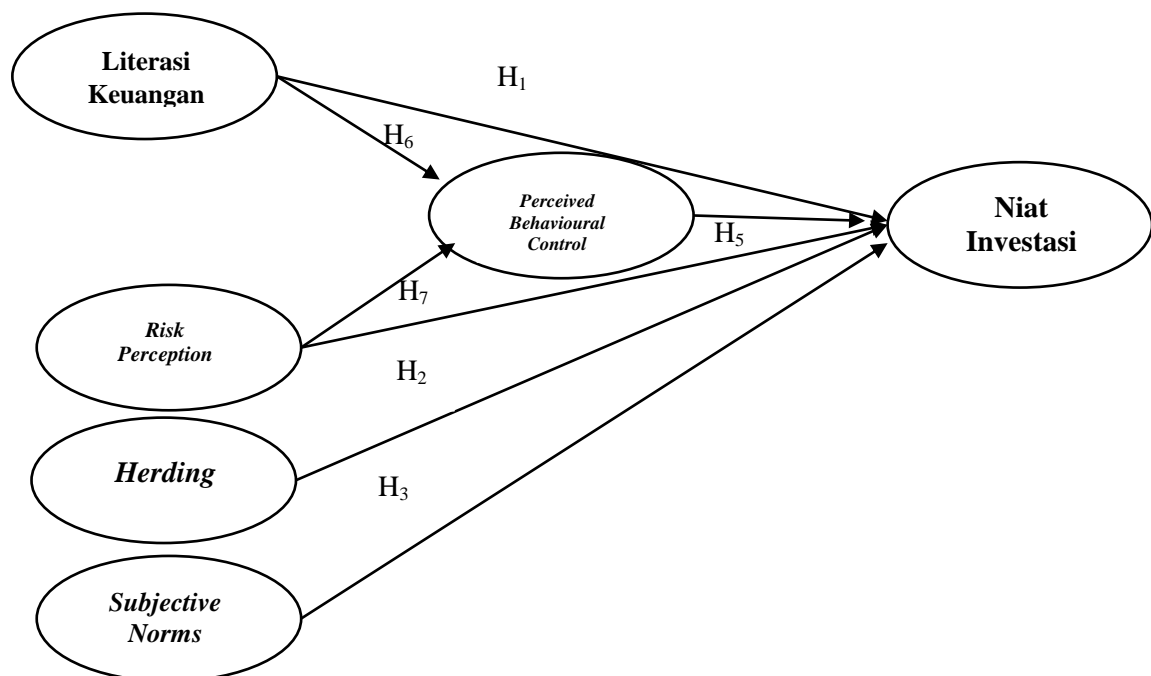 Literasi
Keuangan
H₁
H₆
Perceived
Behavioural
Control
Niat
Investasi
H₅
H₇
Risk
Perception
H₂
Herding
H₃
Subjective
Norms